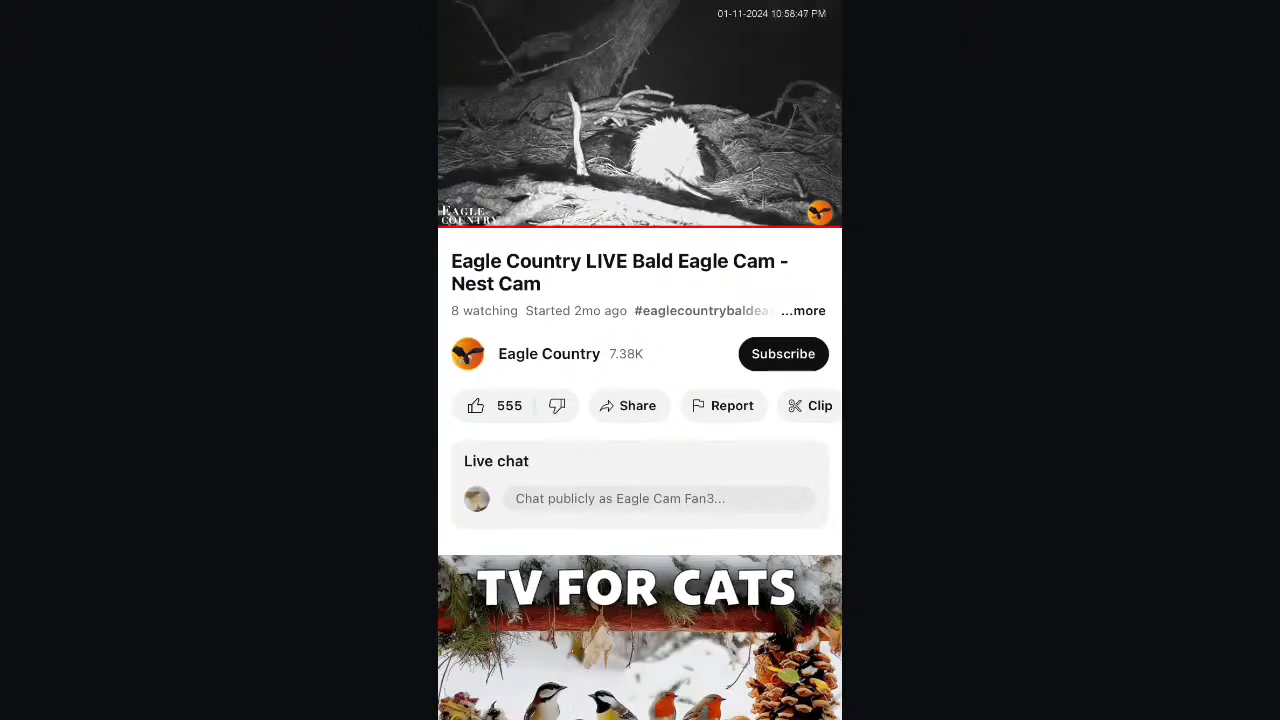 01-11-2024 10:58:47 PM
EAGLE
COUNTRY
Eagle Country LIVE Bald Eagle Cam -
Nest Cam
8 watching Started 2mo ago #eaglecountrybaldea ...more
Eagle Country 7.38K Subscribe
555 Share Report Clip
Live chat
Chat publicly as Eagle Cam Fan3...
TV FOR CATS